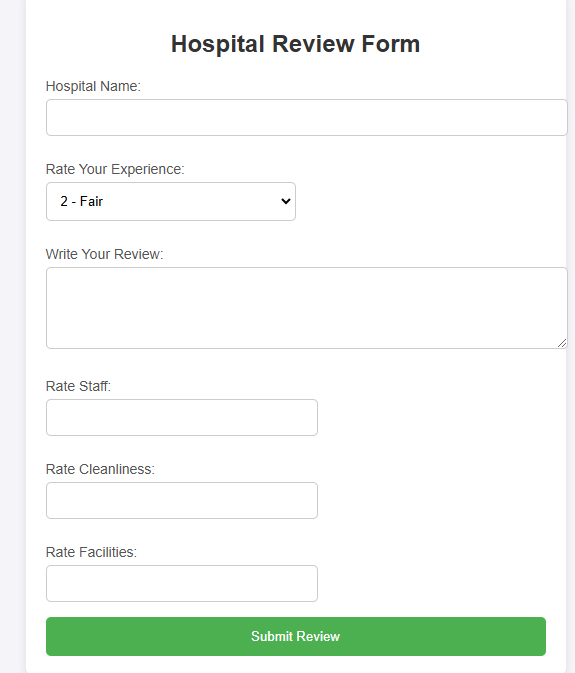 Hospital Review Form
Hospital Name:
Rate Your Experience:
2 - Fair
Write Your Review:
Rate Staff:
Rate Cleanliness:
Rate Facilities:
Submit Review